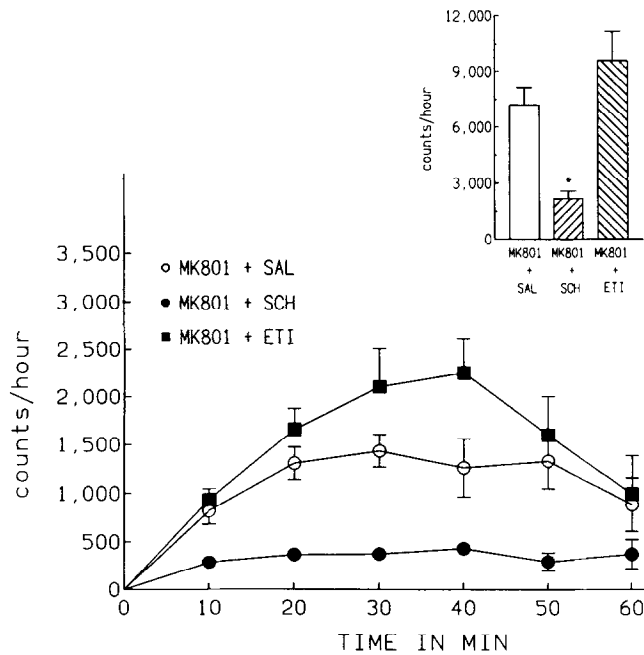 12,000
9,000
6,000
3,000
0
counts/hour
*
MK801 MK801 MK801
+ + +
SAL SCH ETI
3,500
3,000
2,500
2,000
1,500
1,000
500
0
counts/hour
MK801 + SAL
MK801 + SCH
MK801 + ETI
0 10 20 30 40 50 60
TIME IN MIN